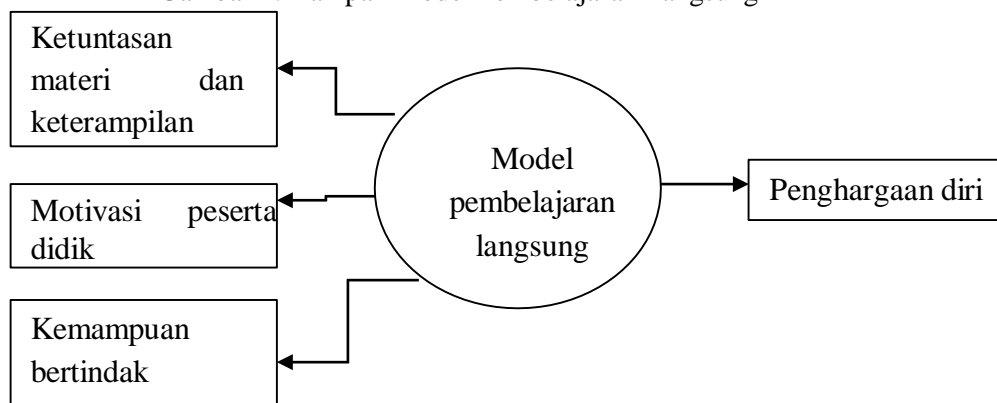 Ketuntasan
materi dan
keterampilan
Motivasi peserta
didik
Kemampuan
bertindak
Model
pembelajaran
langsung
Penghargaan diri